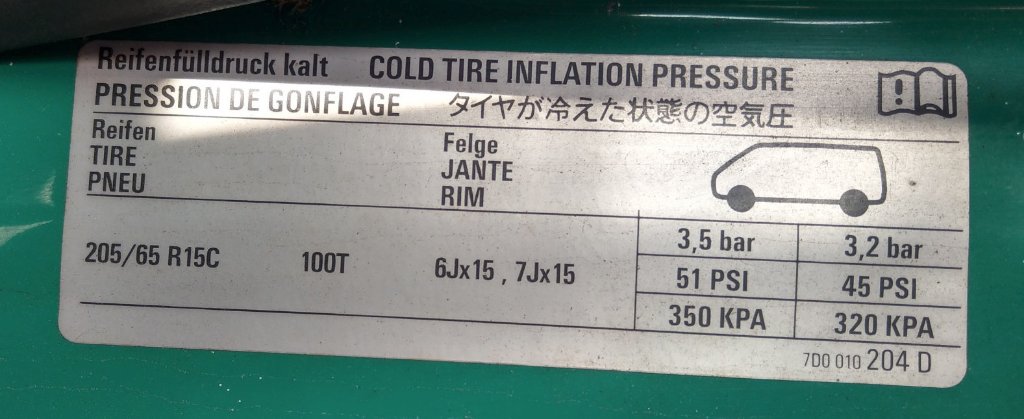 Reifenfülldruck kalt COLD TIRE INFLATION PRESSURE
PRESSION DE GONFLAGE タイヤが冷えた状態の空気圧
Reifen
TIRE
PNEU
Felge
JANTE
RIM
205/65 R15C 100T 6Jx15 , 7Jx15
3,5 bar 3,2 bar
51 PSI 45 PSI
350 KPA 320 KPA
7D0 010 204 D